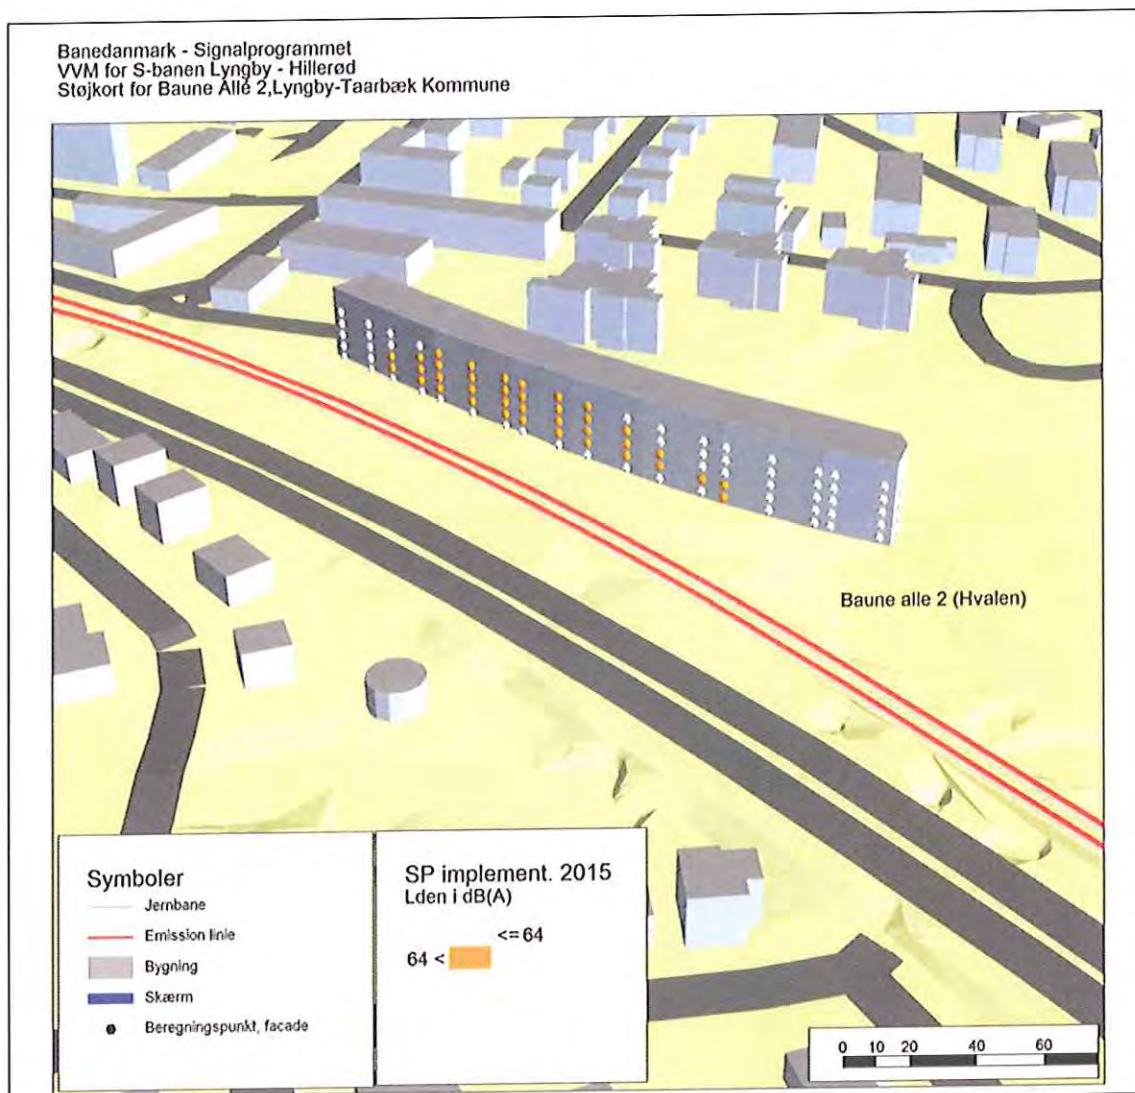 Banedanmark - Signalprogrammet
VVM for S-banen Lyngby - Hillerød
Støjkort for Baune Alle 2,Lyngby-Taarbæk Kommune
Baune alle 2 (Hvalen)
Symboler
Jernbane
Emission linie
Bygning
Skærm
Beregningspunkt, facade
SP implement. 2015
Lden i dB(A)
<= 64
64 <
0 10 20 40 60